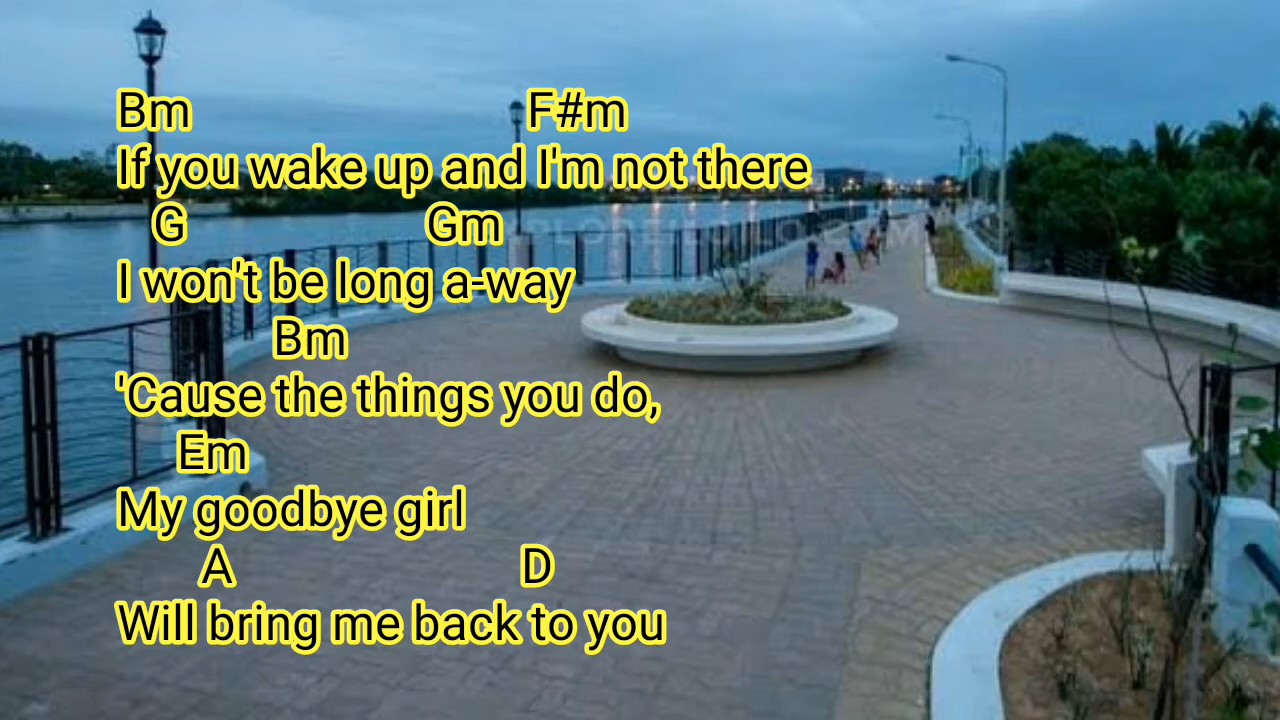 Bm F#m
If you wake up and I'm not there
G Gm
I won't be long a-way
Bm
'Cause the things you do,
Em
My goodbye girl
A D
Will bring me back to you